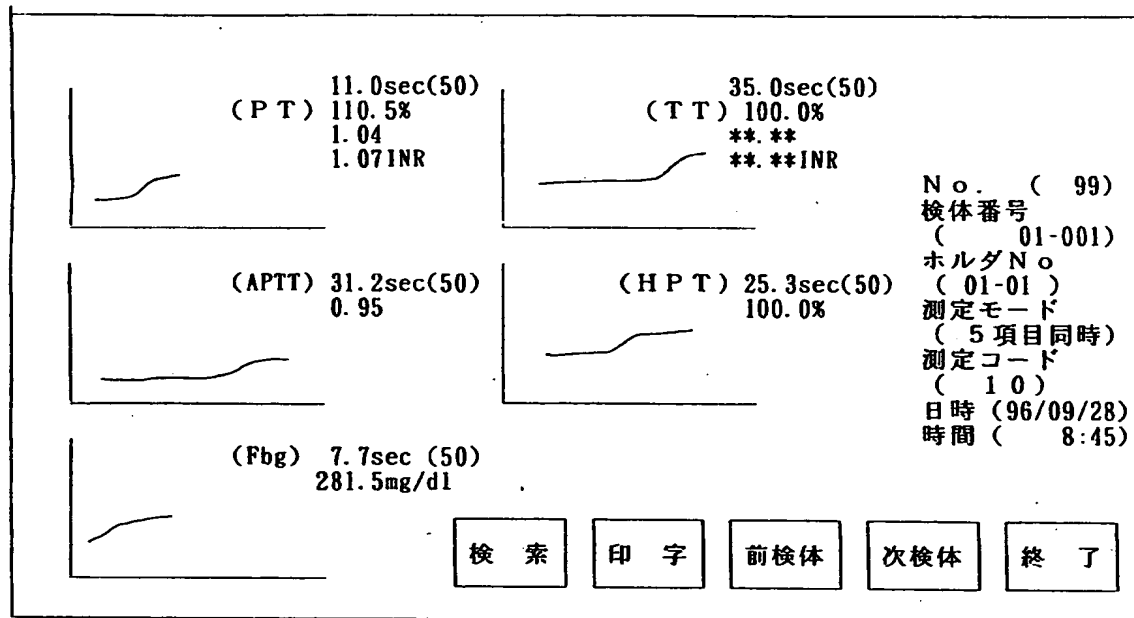 11.0sec(50)
(PT) 110.5%
1.04
1.07INR
35.0sec(50)
(TT) 100.0%
**.**
**.**INR
(APTT) 31.2sec(50)
0.95
(HPT) 25.3sec(50)
100.0%
(Fbg) 7.7sec (50)
281.5mg/dl
No. ( 99)
検体番号
( 01-001)
ホルダNo
( 01-01 )
測定モード
( 5項目同時)
測定コード
( 10)
日時 (96/09/28)
時間 ( 8:45)
検 索
印 字
前検体
次検体
終 了